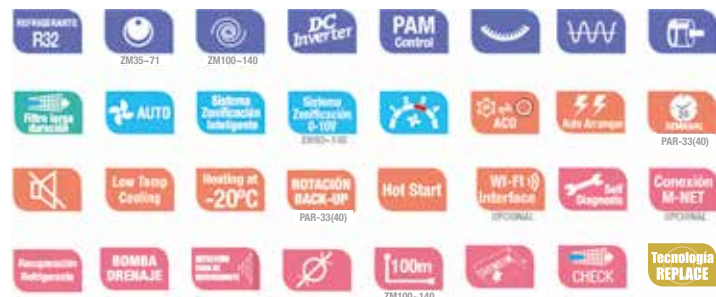 REFRIGERANTE
R32
DC
Inverter
PAM
Control
ZM35~71
ZM100~140
Filtro larga
duración
AUTO
Sistema
Zonificación
Inteligente
Sistema
Zonificación
0-10V
ACO
Auto Arranque
SEMANAL
PAR-33(40)
Low Temp
Cooling
Heating at
-20ºC
ROTACIÓN
BACK-UP
Hot Start
WI-FI
Interface
Self
Diagnosis
Conexión
M-NET
PAR-33(40)
OPCIONAL
OPCIONAL
Recuperación
Refrigerante
BOMBA
DRENAJE
100m
CHECK
Tecnología
REPLACE
ZM100~140